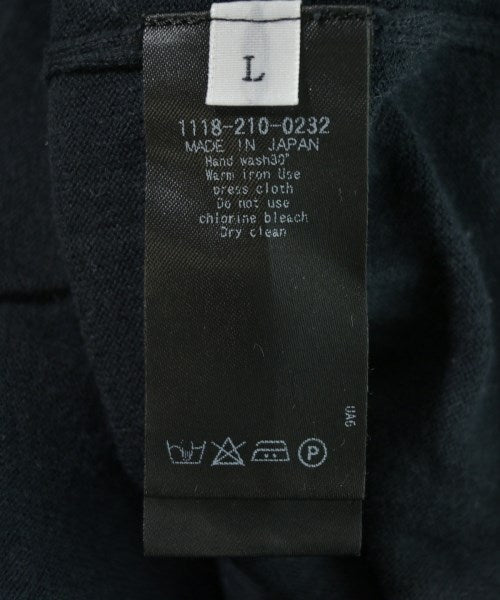 L
1118-210-0232
MADE IN JAPAN
Hand wash30°
Warm iron Use
press cloth
Do not use
chlorine bleach
Dry clean
UAG
P